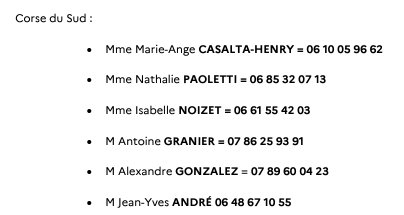 Corse du Sud :
• Mme Marie-Ange CASALTA-HENRY = 06 10 05 96 62
• Mme Nathalie PAOLETTI = 06 85 32 07 13
• Mme Isabelle NOIZET = 06 61 55 42 03
• M Antoine GRANIER = 07 86 25 93 91
• M Alexandre GONZALEZ = 07 89 60 04 23
• M Jean-Yves ANDRÉ 06 48 67 10 55